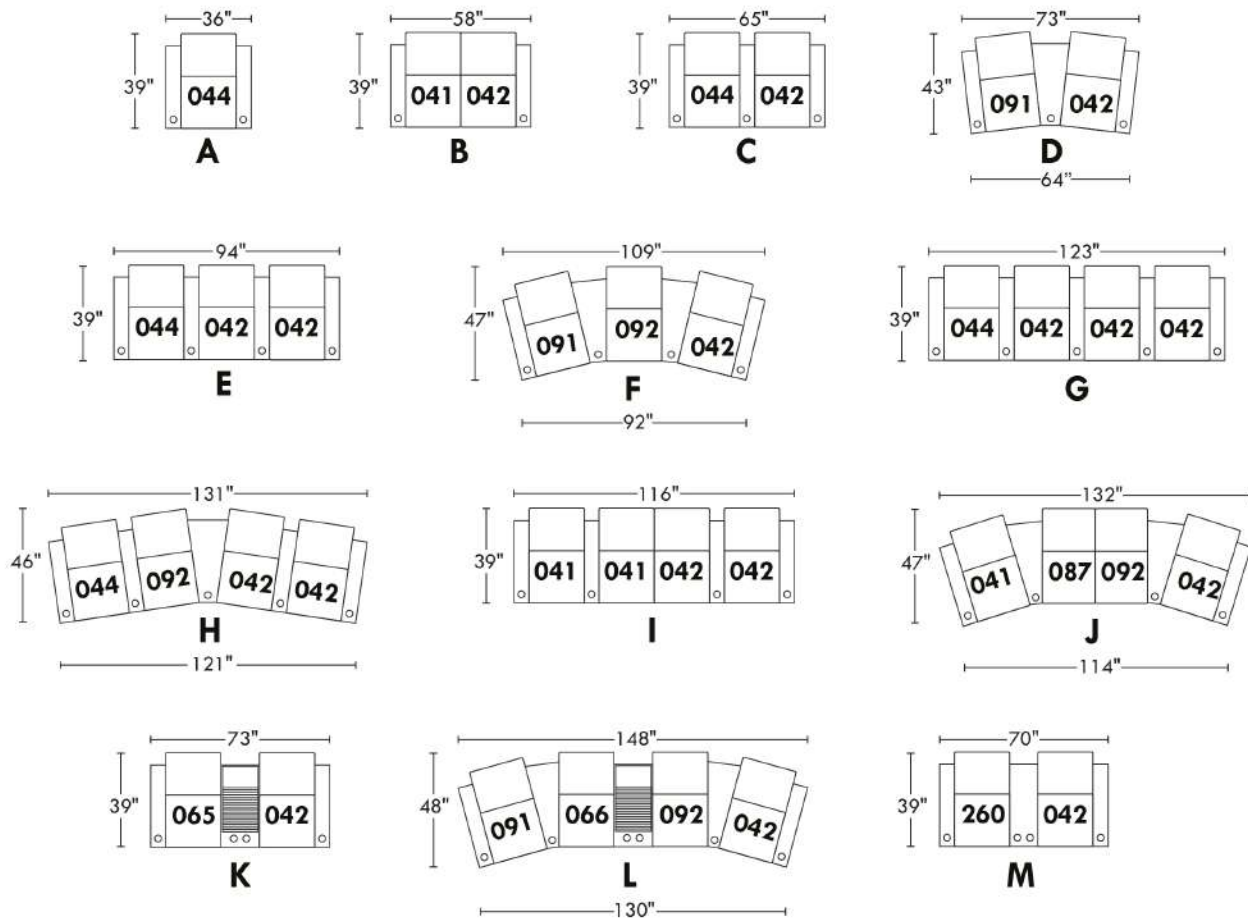 36" 58" 65" 73"
39" 044 39" 041 042 39" 044 042 43" 091 042
A B C D
64"
94" 109" 123"
39" 044 042 042 47" 091 092 042 39" 044 042 042 042
E F G
92"
131" 116" 132"
46" 044 092 042 042 39" 041 041 042 042 47" 041 087 092 042
H I J
121" 114"
73" 148" 70"
39" 065 042 48" 091 066 092 042 39" 260 042
K L M
130"